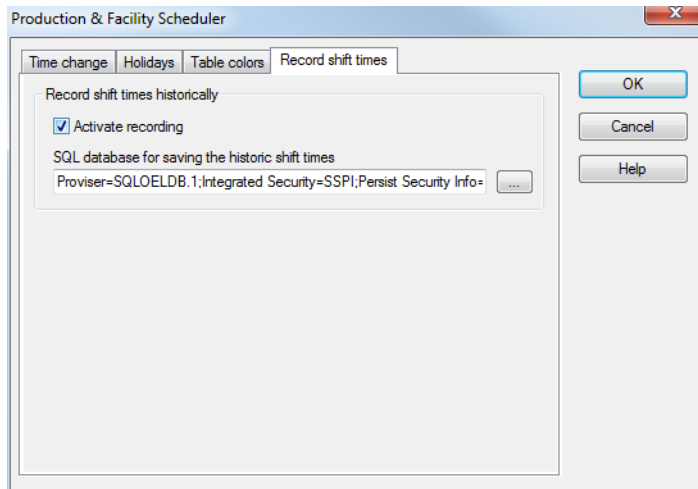 Production & Facility Scheduler
Time change Holidays Table colors Record shift times
Record shift times historically
Activate recording
SQL database for saving the historic shift times
Proviser=SQLOELDB.1;Integrated Security=SSPI;Persist Security Info=
...
OK
Cancel
Help